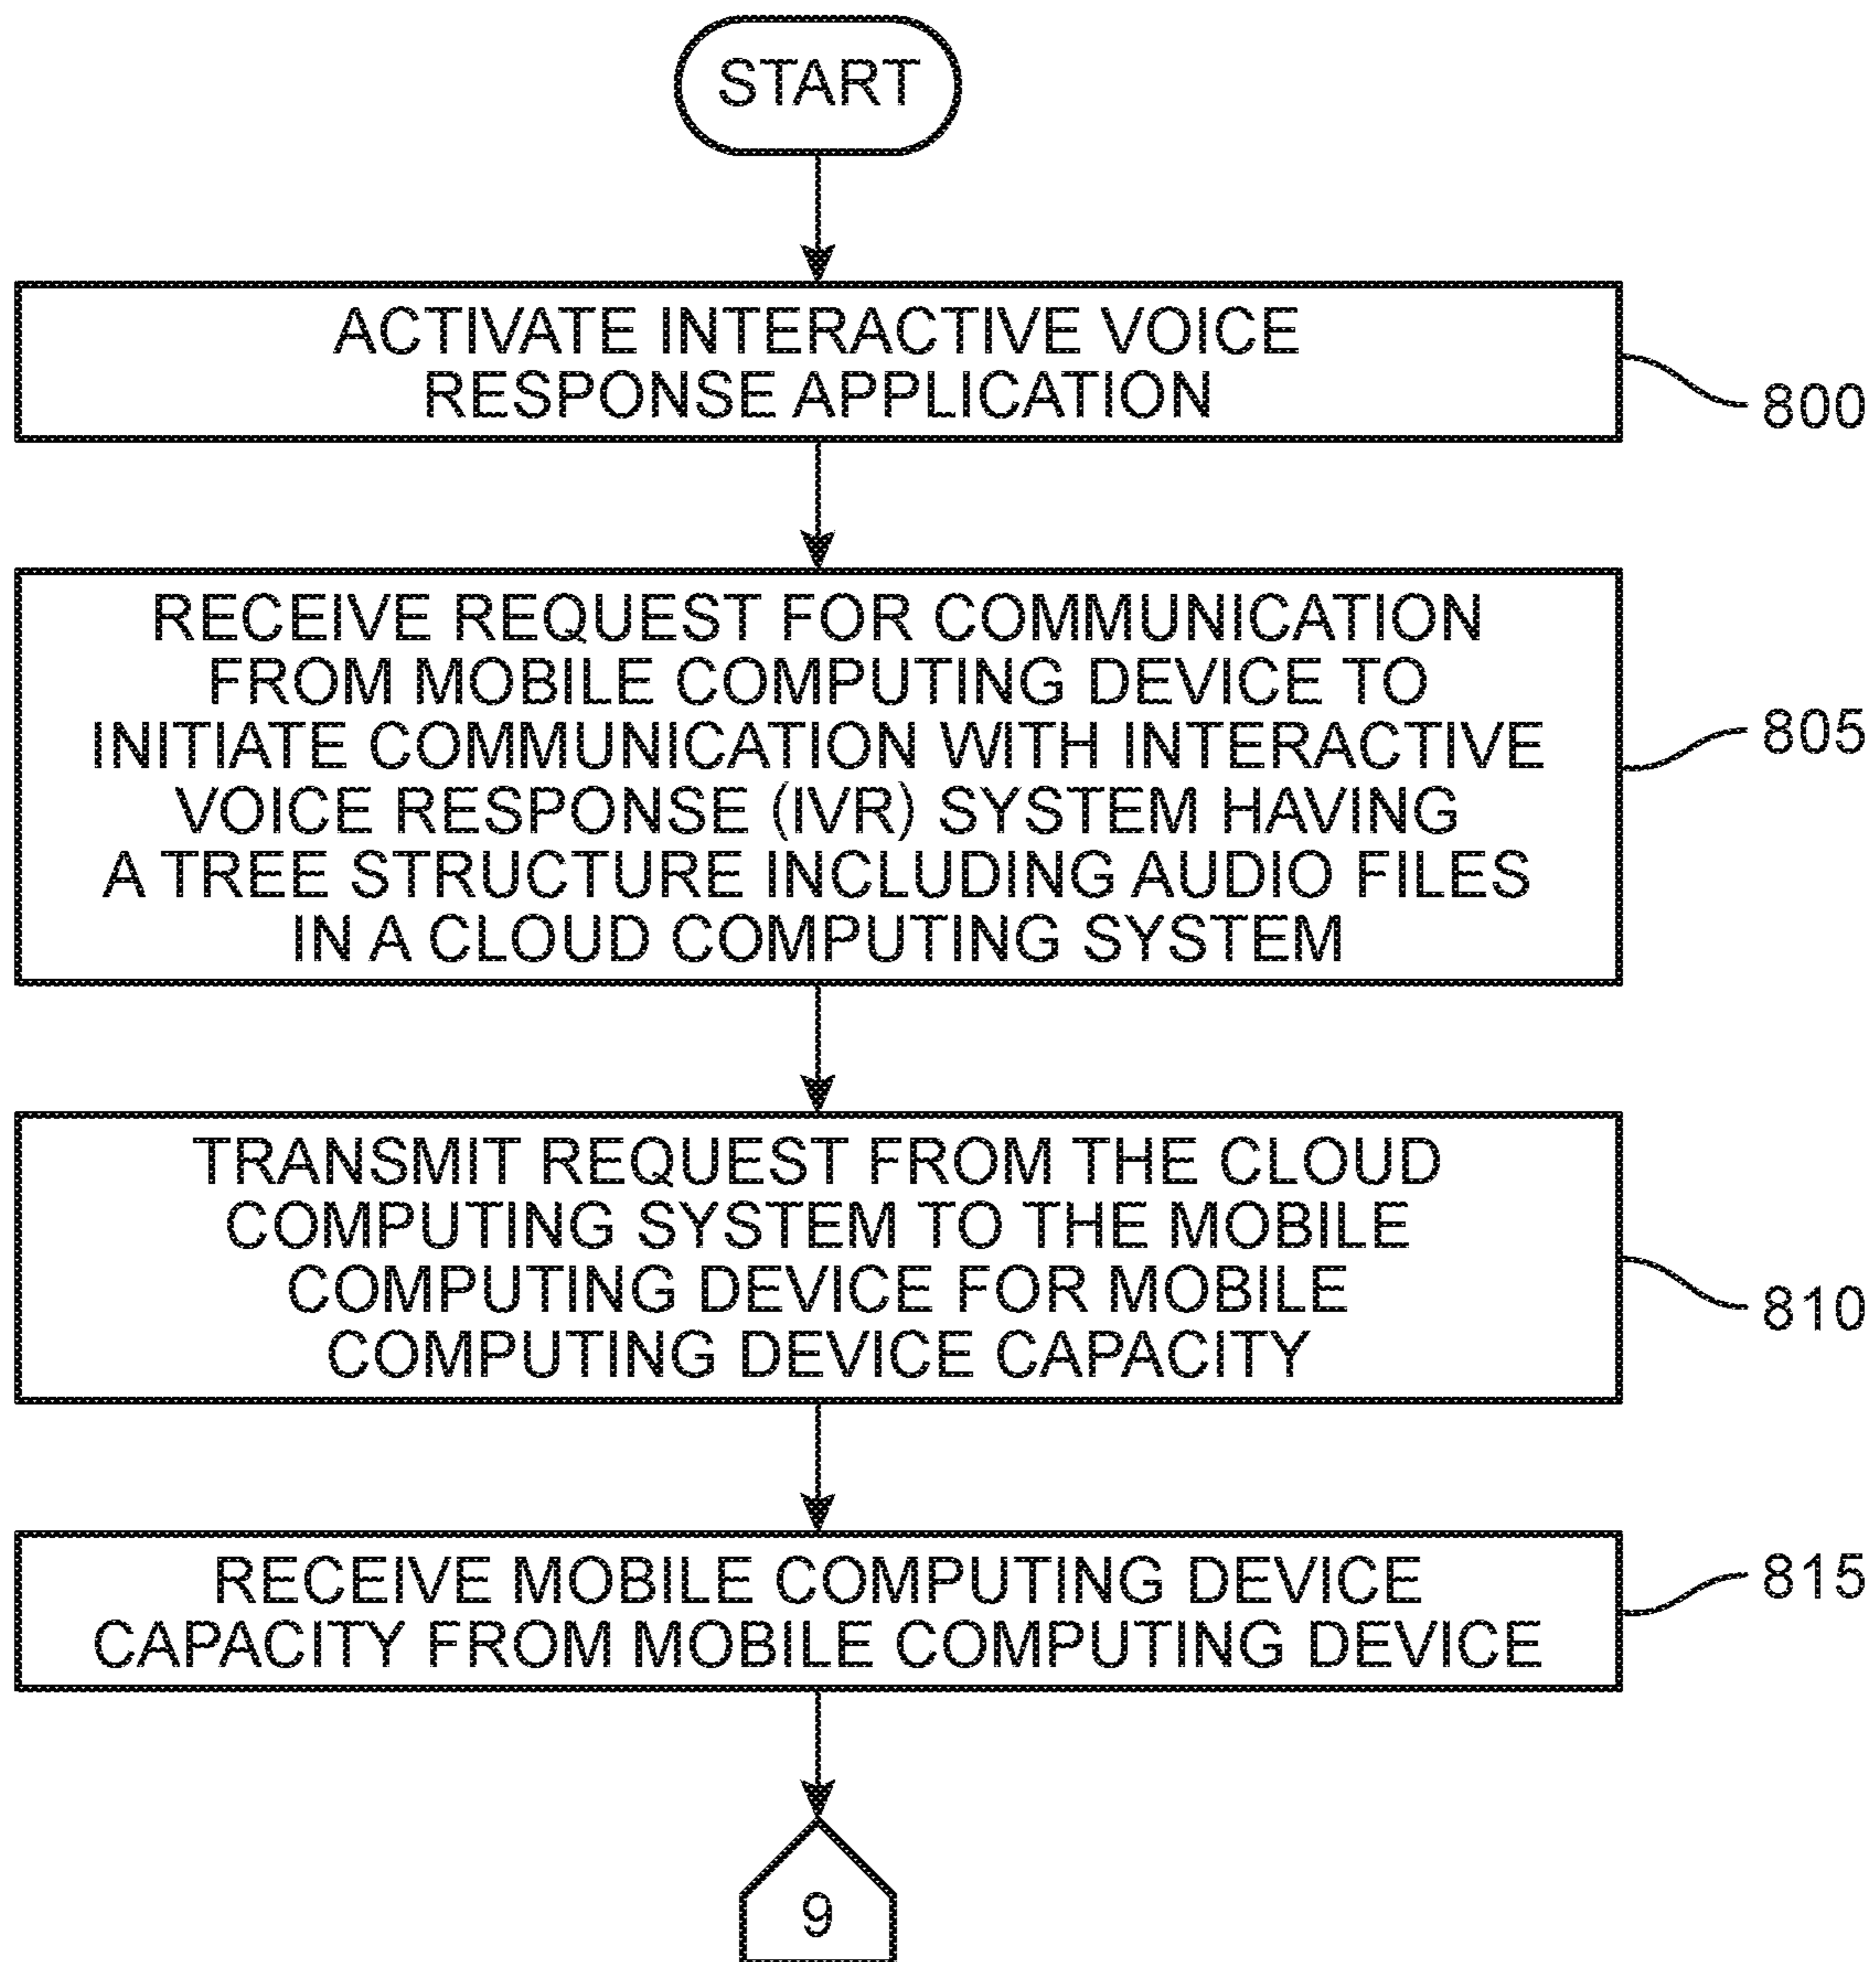 START
ACTIVATE INTERACTIVE VOICE
RESPONSE APPLICATION
800
RECEIVE REQUEST FOR COMMUNICATION
FROM MOBILE COMPUTING DEVICE TO
INITIATE COMMUNICATION WITH INTERACTIVE
VOICE RESPONSE (IVR) SYSTEM HAVING
A TREE STRUCTURE INCLUDING AUDIO FILES
IN A CLOUD COMPUTING SYSTEM
805
TRANSMIT REQUEST FROM THE CLOUD
COMPUTING SYSTEM TO THE MOBILE
COMPUTING DEVICE FOR MOBILE
COMPUTING DEVICE CAPACITY
810
RECEIVE MOBILE COMPUTING DEVICE
CAPACITY FROM MOBILE COMPUTING DEVICE
815
9